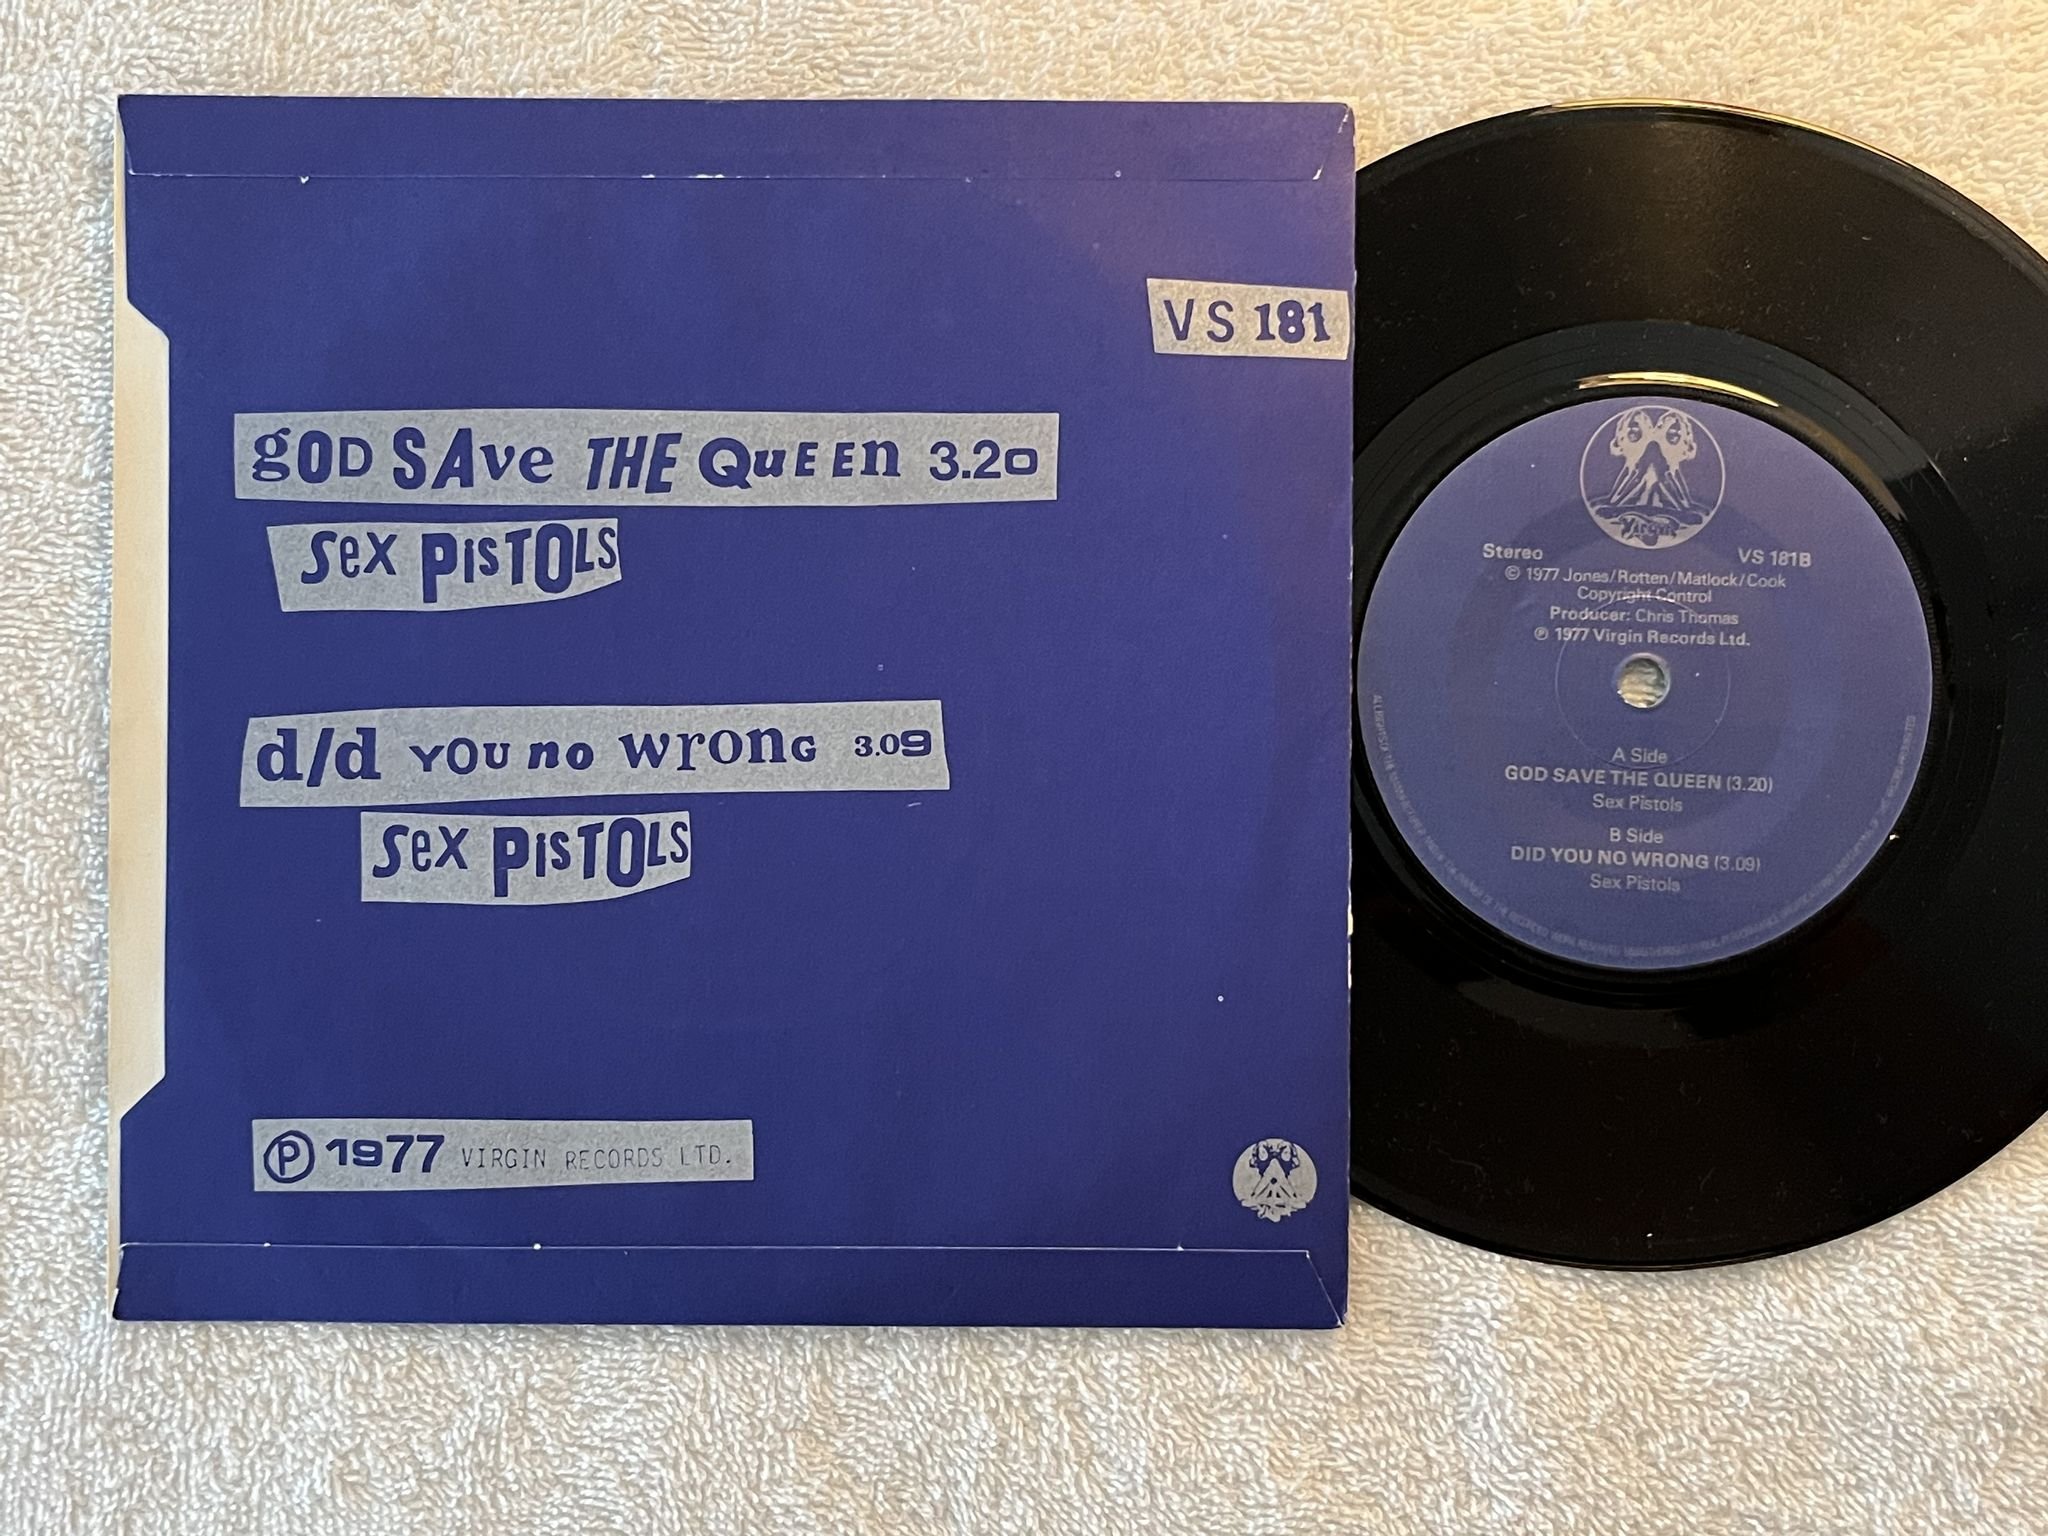 VS 181
gOD SAve THE QuEEn 3.20
Sex PiSTOLS
d/d YOU no wronG 3.09
Sex PiSTOLS
Ⓟ 1977 VIRGIN RECORDS LTD.
Stereo VS 181B
© 1977 Jones/Rotten/Matlock/Cook
Copyright Control
Producer: Chris Thomas
Ⓟ 1977 Virgin Records Ltd.
A Side
GOD SAVE THE QUEEN (3.20)
Sex Pistols
B Side
DID YOU NO WRONG (3.09)
Sex Pistols